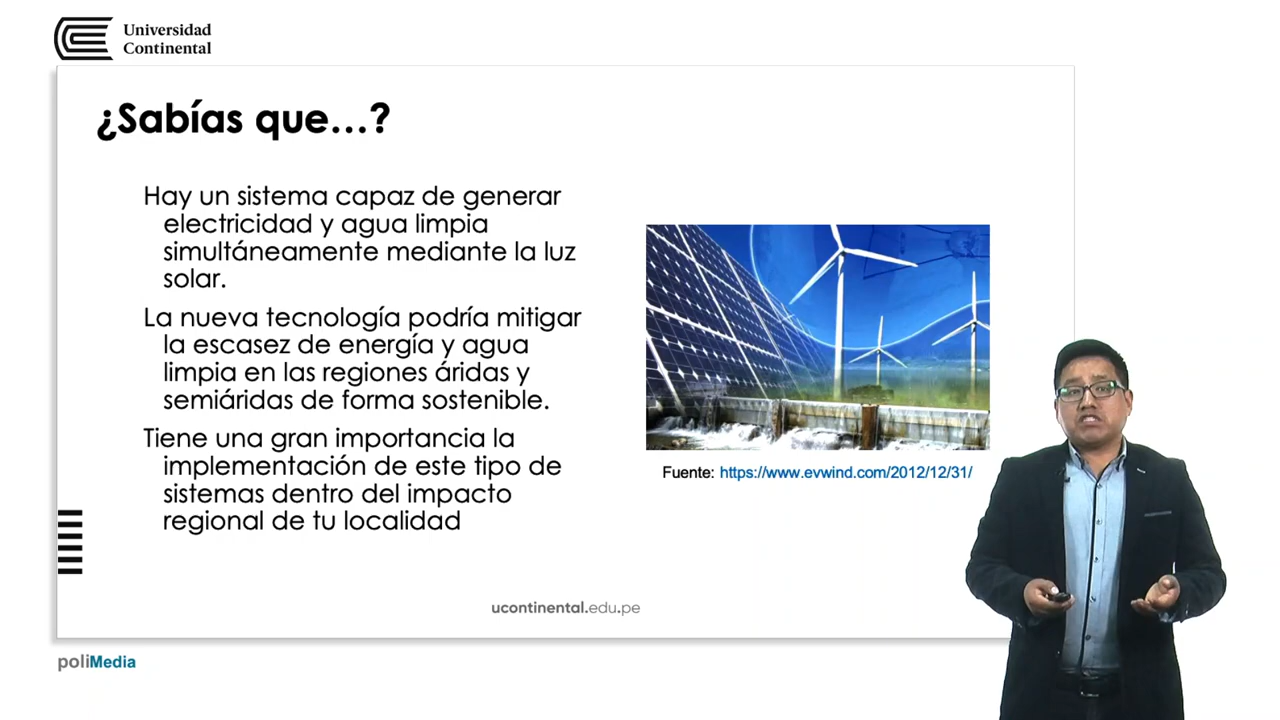 Universidad
Continental
¿Sabías que...?
Hay un sistema capaz de generar
electricidad y agua limpia
simultáneamente mediante la luz
solar.
La nueva tecnología podría mitigar
la escasez de energía y agua
limpia en las regiones áridas y
semiáridas de forma sostenible.
Tiene una gran importancia la
implementación de este tipo de
sistemas dentro del impacto
regional de tu localidad
Fuente: https://www.evwind.com/2012/12/31/
ucontinental.edu.pe
poliMedia